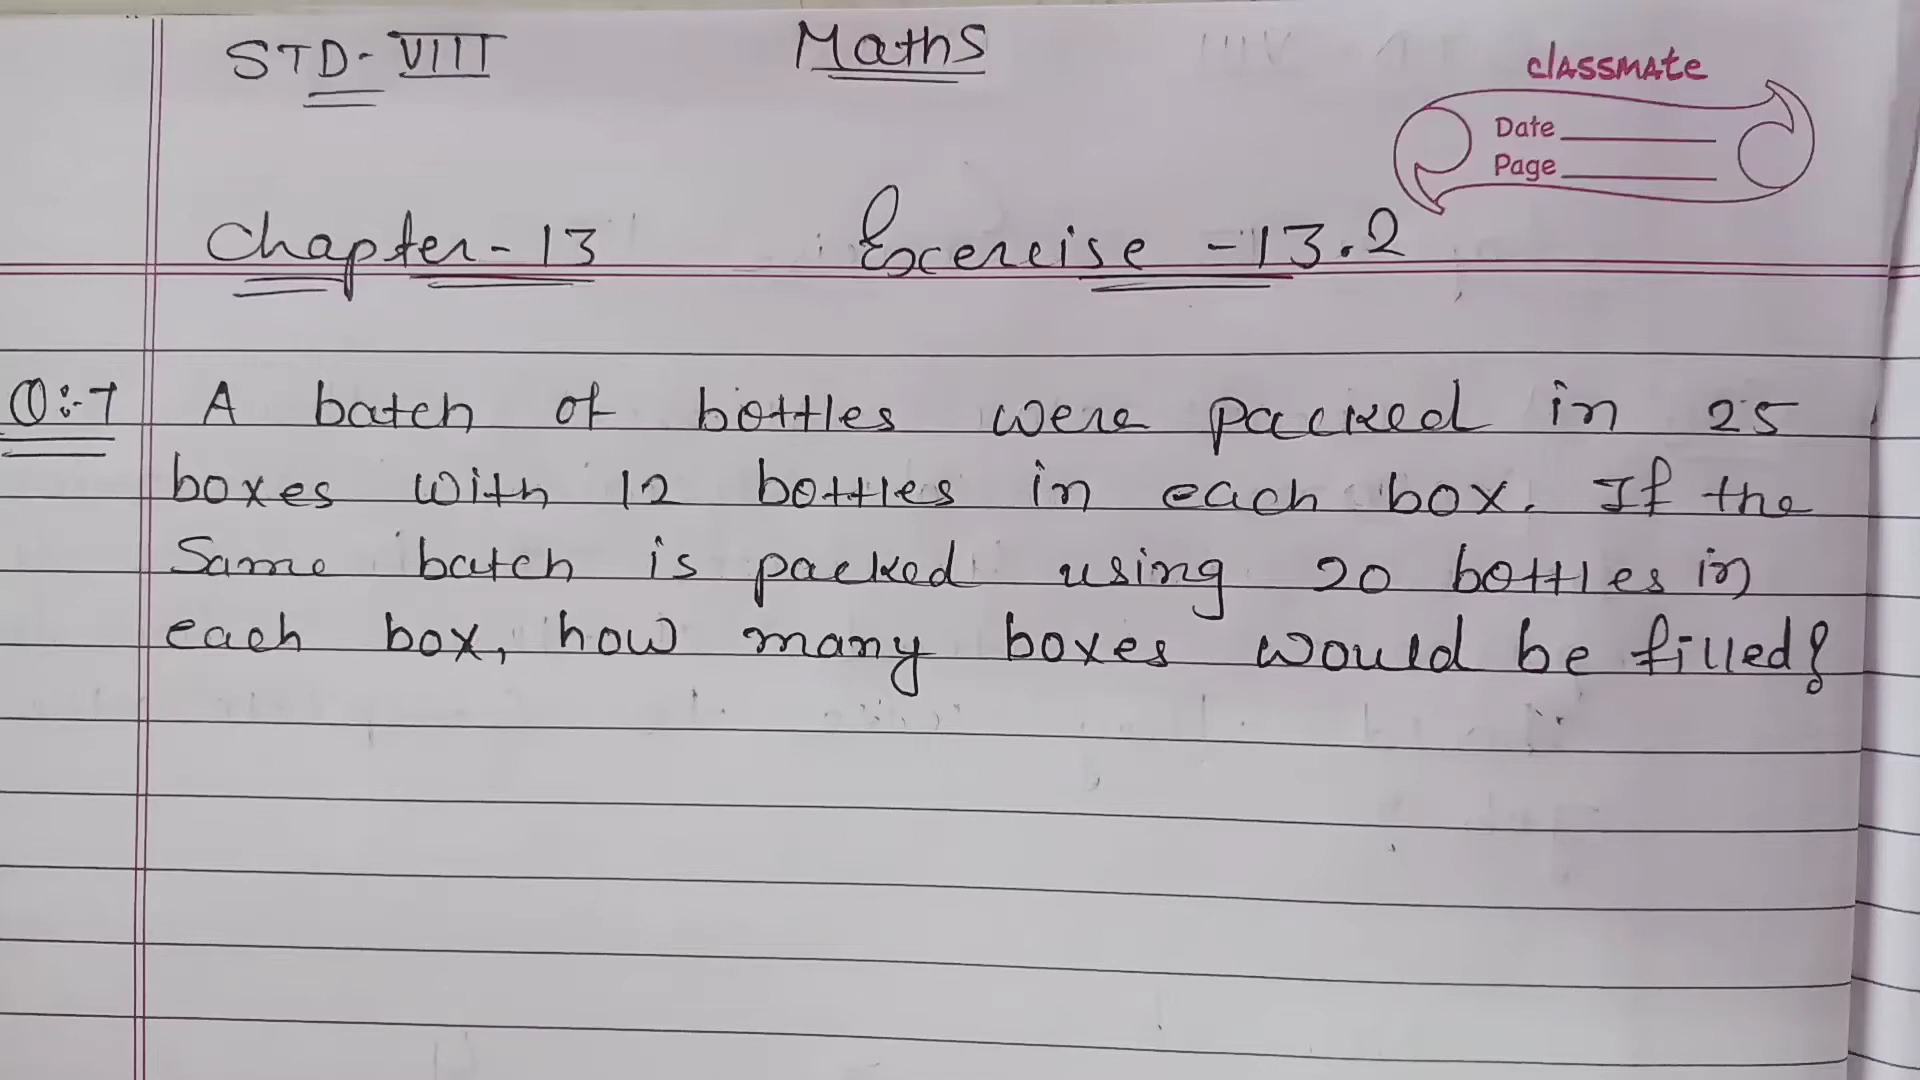 STD-VIII Maths
classmate
Date
Page
Chapter-13 Exercise -13.2
Q:-7 A batch of bottles were packed in 25
boxes with 12 bottles in each box. If the
Same batch is packed using 20 bottles in
each box, how many boxes would be filled?